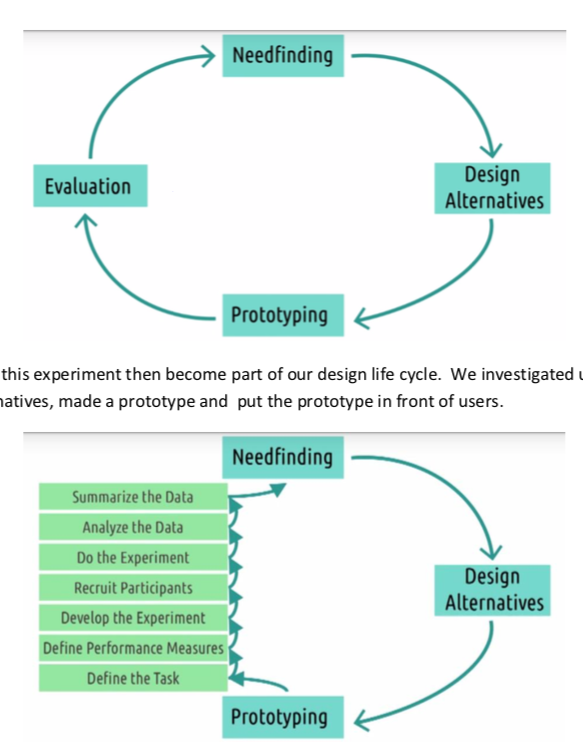 Needfinding
Evaluation
Design
Alternatives
Prototyping
this experiment then become part of our design life cycle.  We investigated u
natives, made a prototype and  put the prototype in front of users.
Needfinding
Summarize the Data
Analyze the Data
Do the Experiment
Recruit Participants
Develop the Experiment
Define Performance Measures
Define the Task
Design
Alternatives
Prototyping